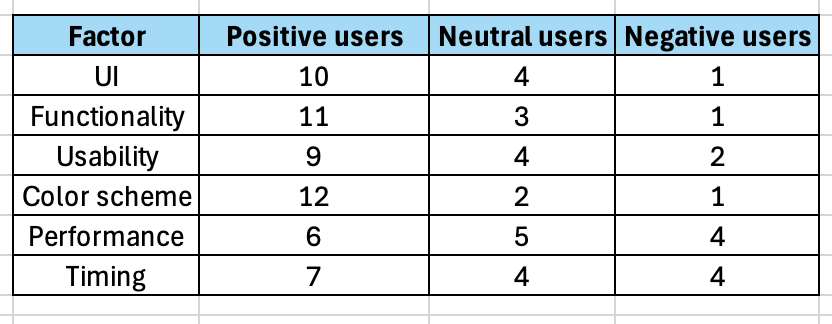 Factor Positive users Neutral users Negative users
UI 10 4 1
Functionality 11 3 1
Usability 9 4 2
Color scheme 12 2 1
Performance 6 5 4
Timing 7 4 4